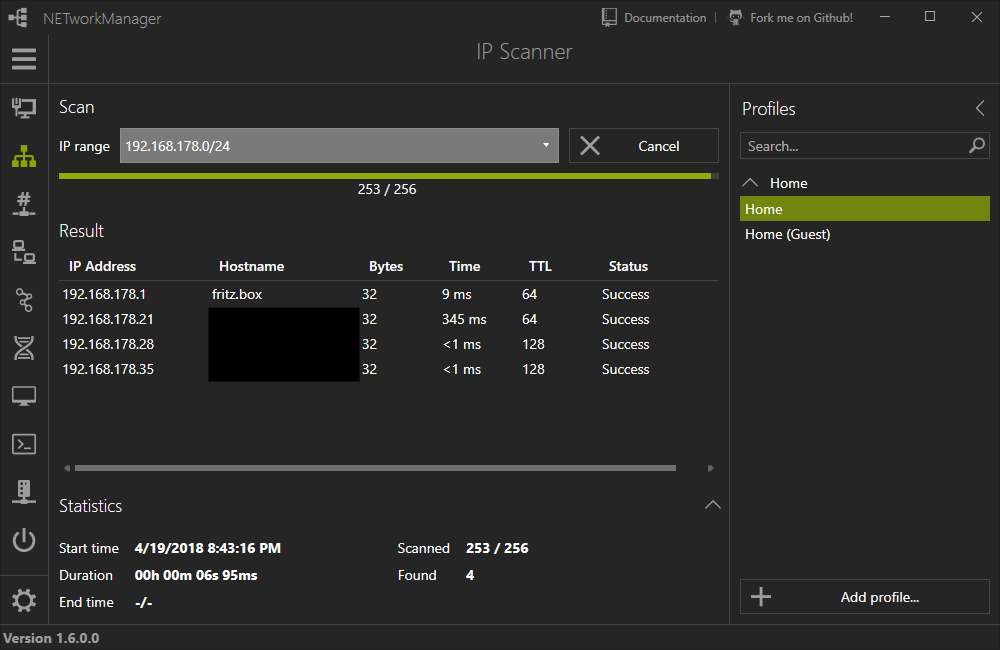 NETworkManager Documentation | Fork me on Github!
IP Scanner
Scan
IP range 192.168.178.0/24 Cancel
253 / 256
Result
IP Address Hostname Bytes Time TTL Status
192.168.178.1 fritz.box 32 9 ms 64 Success
192.168.178.21 32 345 ms 64 Success
192.168.178.28 32 <1 ms 128 Success
192.168.178.35 32 <1 ms 128 Success
Statistics
Start time 4/19/2018 8:43:16 PM Scanned 253 / 256
Duration 00h 00m 06s 95ms Found 4
End time -/-
Profiles
Search...
Home
Home
Home (Guest)
Add profile...
Version 1.6.0.0